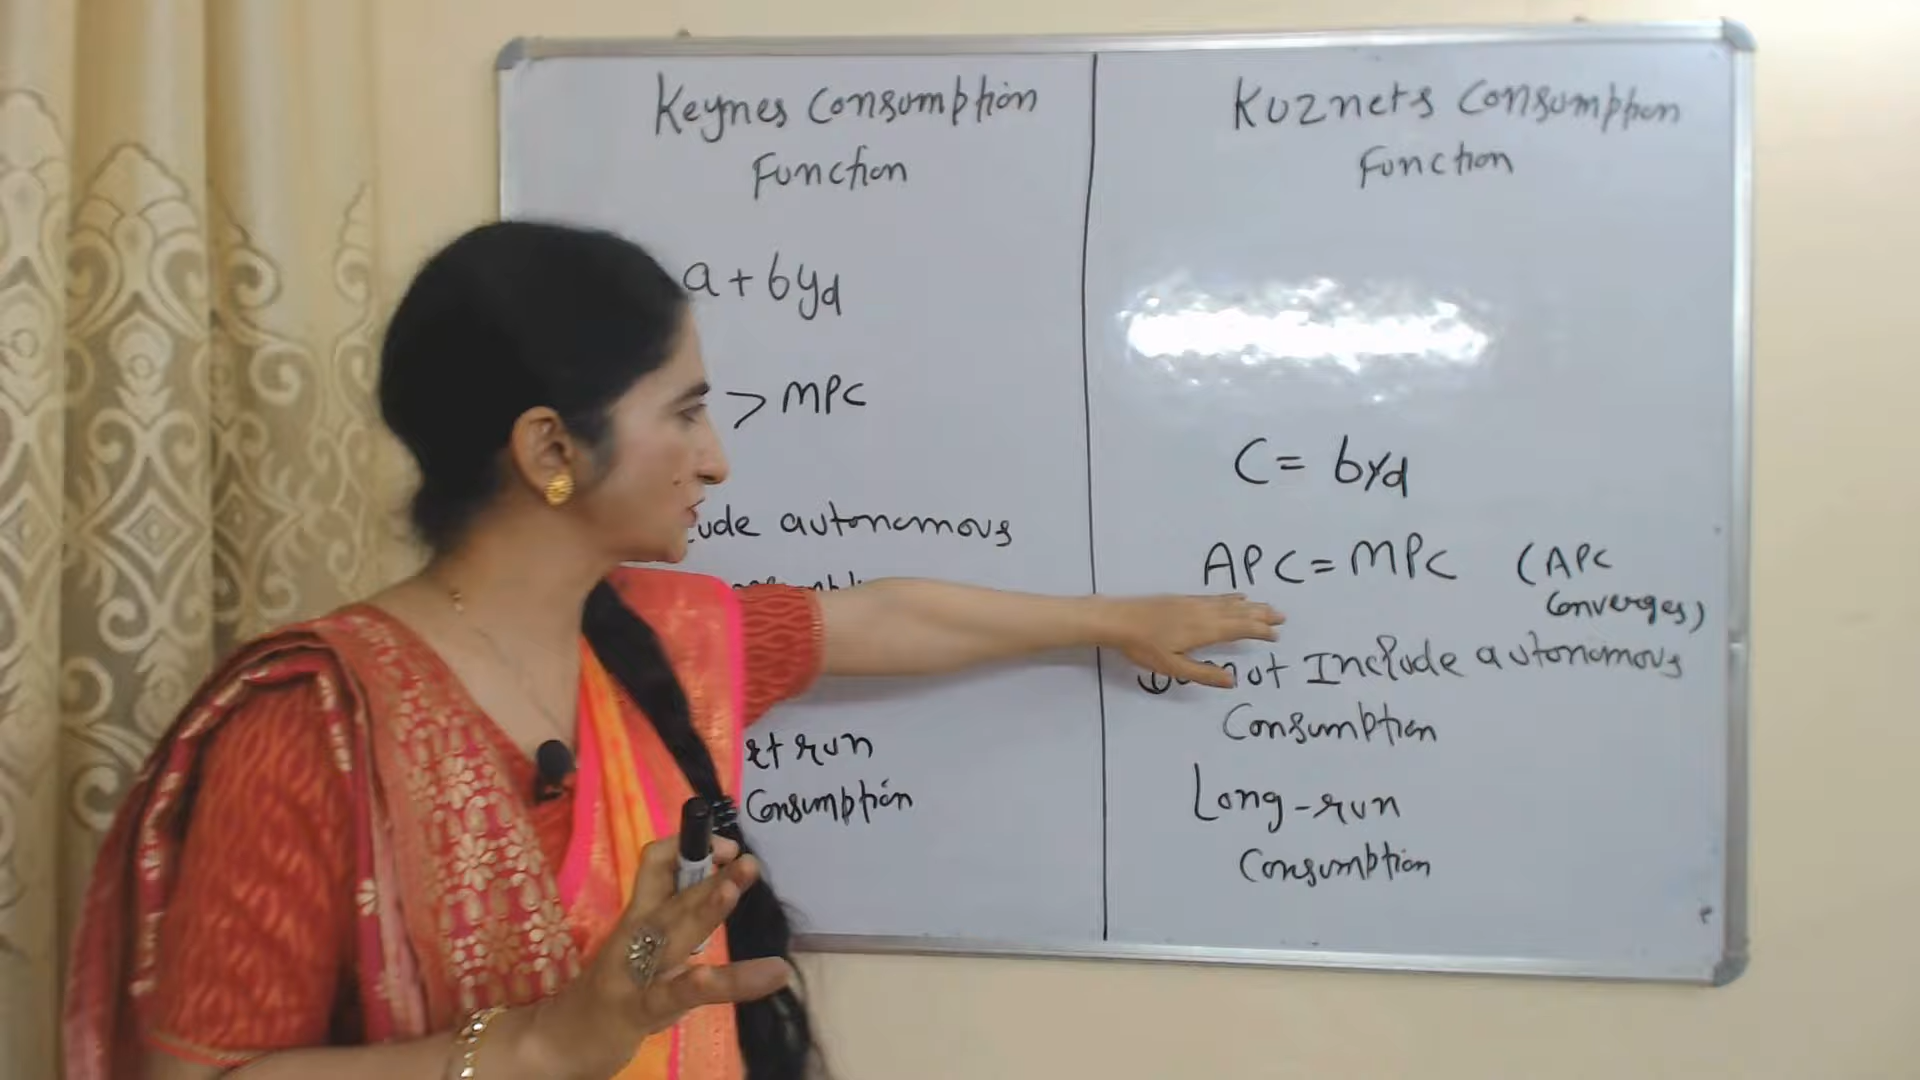 Keynes Consumption
Function
a + byd
> MPC
autonomous
run
Consumption
Kuznets Consumption
Function
C = byd
APC = MPC (APC
Converges)
not Include autonomous
Consumption
Long-run
Consumption